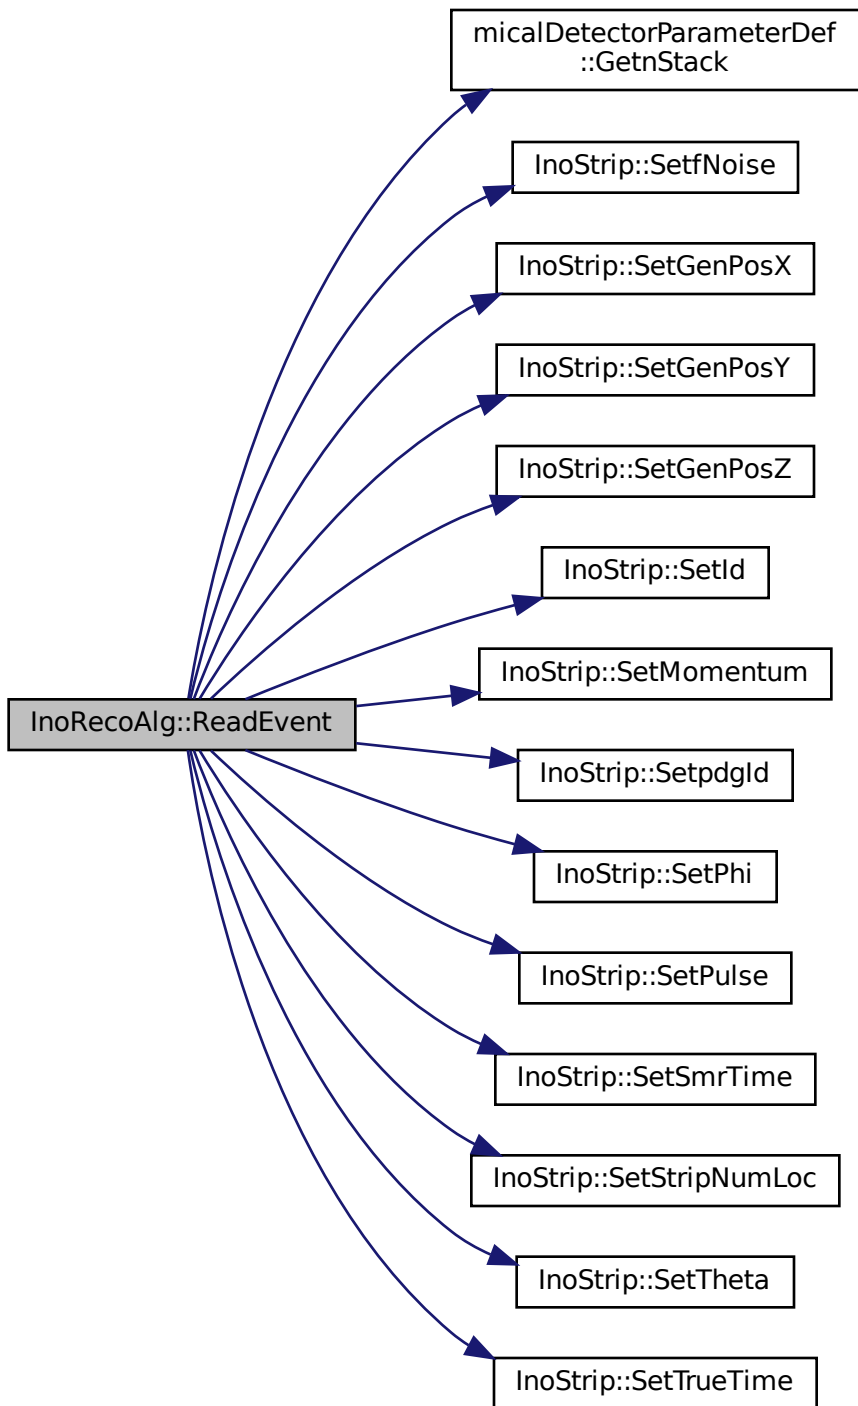 micalDetectorParameterDef
::GetnStack
InoStrip::SetfNoise
InoStrip::SetGenPosX
InoStrip::SetGenPosY
InoStrip::SetGenPosZ
InoStrip::SetId
InoStrip::SetMomentum
InoRecoAlg::ReadEvent
InoStrip::SetpdgId
InoStrip::SetPhi
InoStrip::SetPulse
InoStrip::SetSmrTime
InoStrip::SetStripNumLoc
InoStrip::SetTheta
InoStrip::SetTrueTime